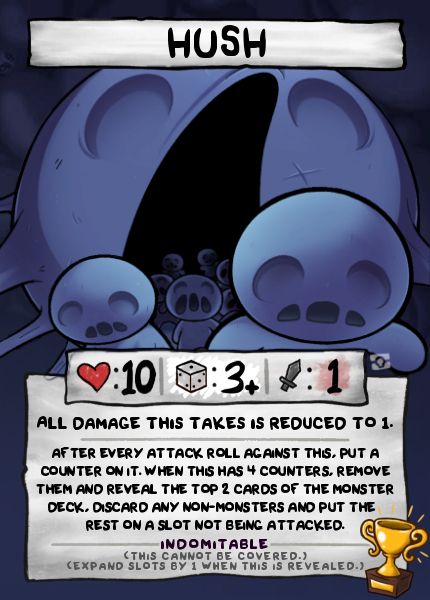 HUSH
:10 :3+ :1
ALL DAMAGE THIS TAKES IS REDUCED TO 1.
AFTER EVERY ATTACK ROLL AGAINST THIS, PUT A
COUNTER ON IT. WHEN THIS HAS 4 COUNTERS, REMOVE
THEM AND REVEAL THE TOP 2 CARDS OF THE MONSTER
DECK. DISCARD ANY NON-MONSTERS AND PUT THE
REST ON A SLOT NOT BEING ATTACKED.
INDOMITABLE
(THIS CANNOT BE COVERED.)
(EXPAND SLOTS BY 1 WHEN THIS IS REVEALED.)